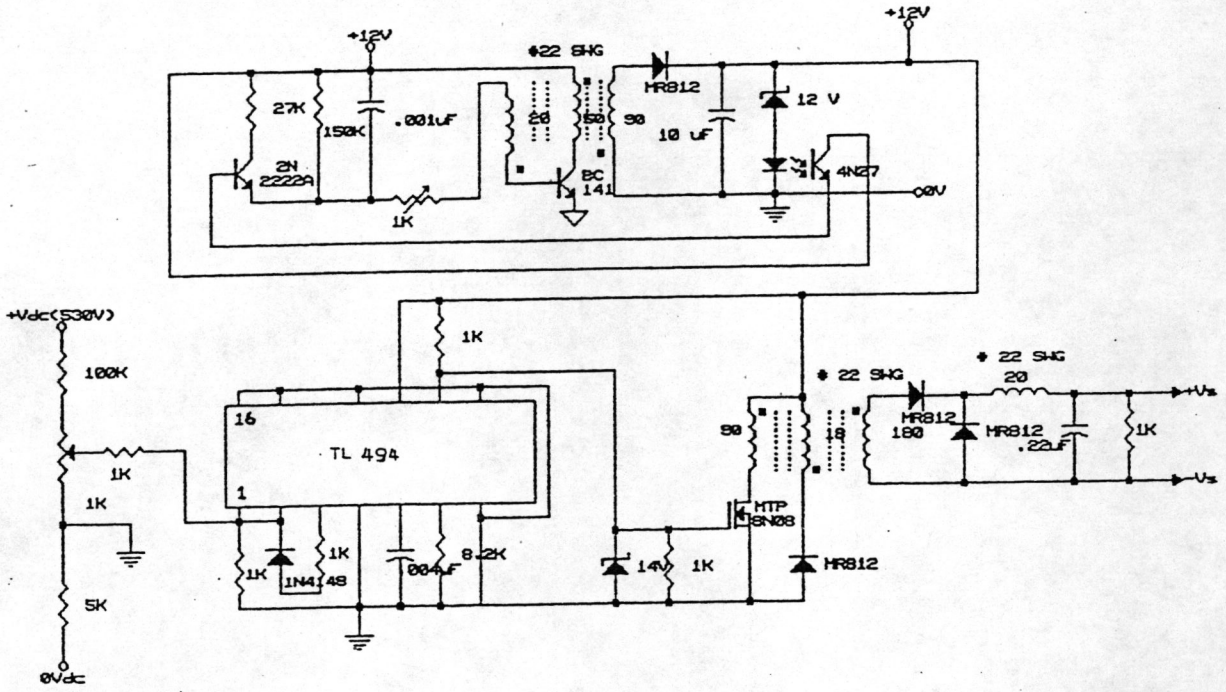 +12V
+12V
*22 SWG
MR812
27K
150K
.001uF
20
50
90
10 uF
12 V
2N
2222A
BC
141
4N27
1K
0V
+Vdc(530V)
1K
100K
* 22 SWG
20
* 22 SWG
+Vs
16
MR812
MR812
90
18
180
.22uF
1K
TL 494
1K
1
-Vs
1K
MTP
8N08
1K
1K
1N4148
.004uF
8.2K
14V
1K
MR812
5K
0Vdc